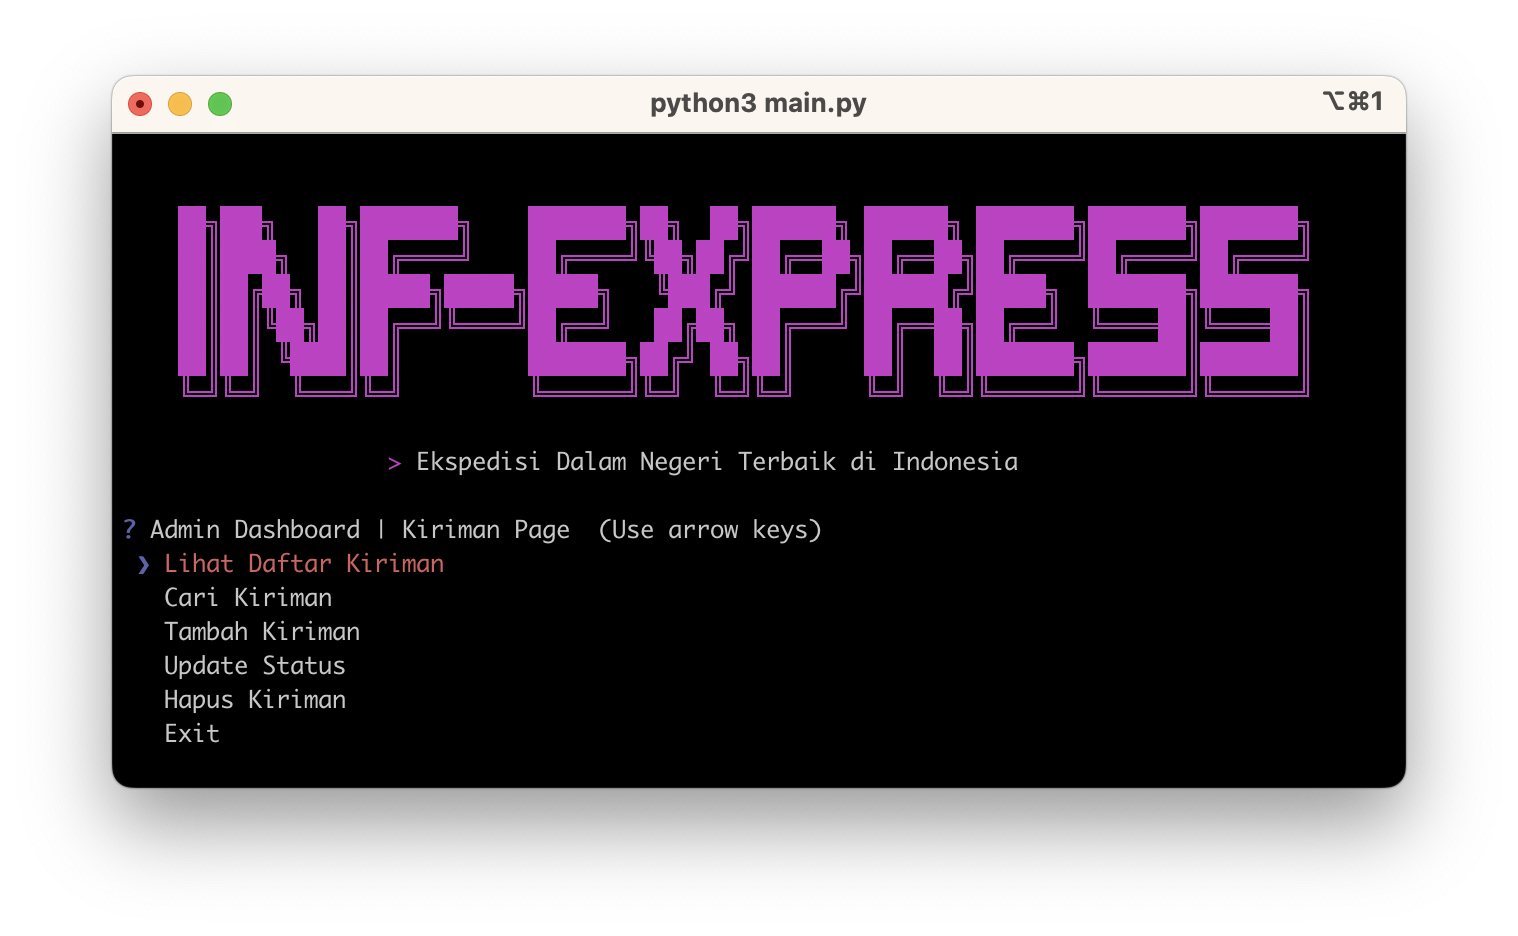 python3 main.py ⌥⌘1
INF-EXPRESS
> Ekspedisi Dalam Negeri Terbaik di Indonesia
? Admin Dashboard | Kiriman Page  (Use arrow keys)
❯ Lihat Daftar Kiriman
Cari Kiriman
Tambah Kiriman
Update Status
Hapus Kiriman
Exit